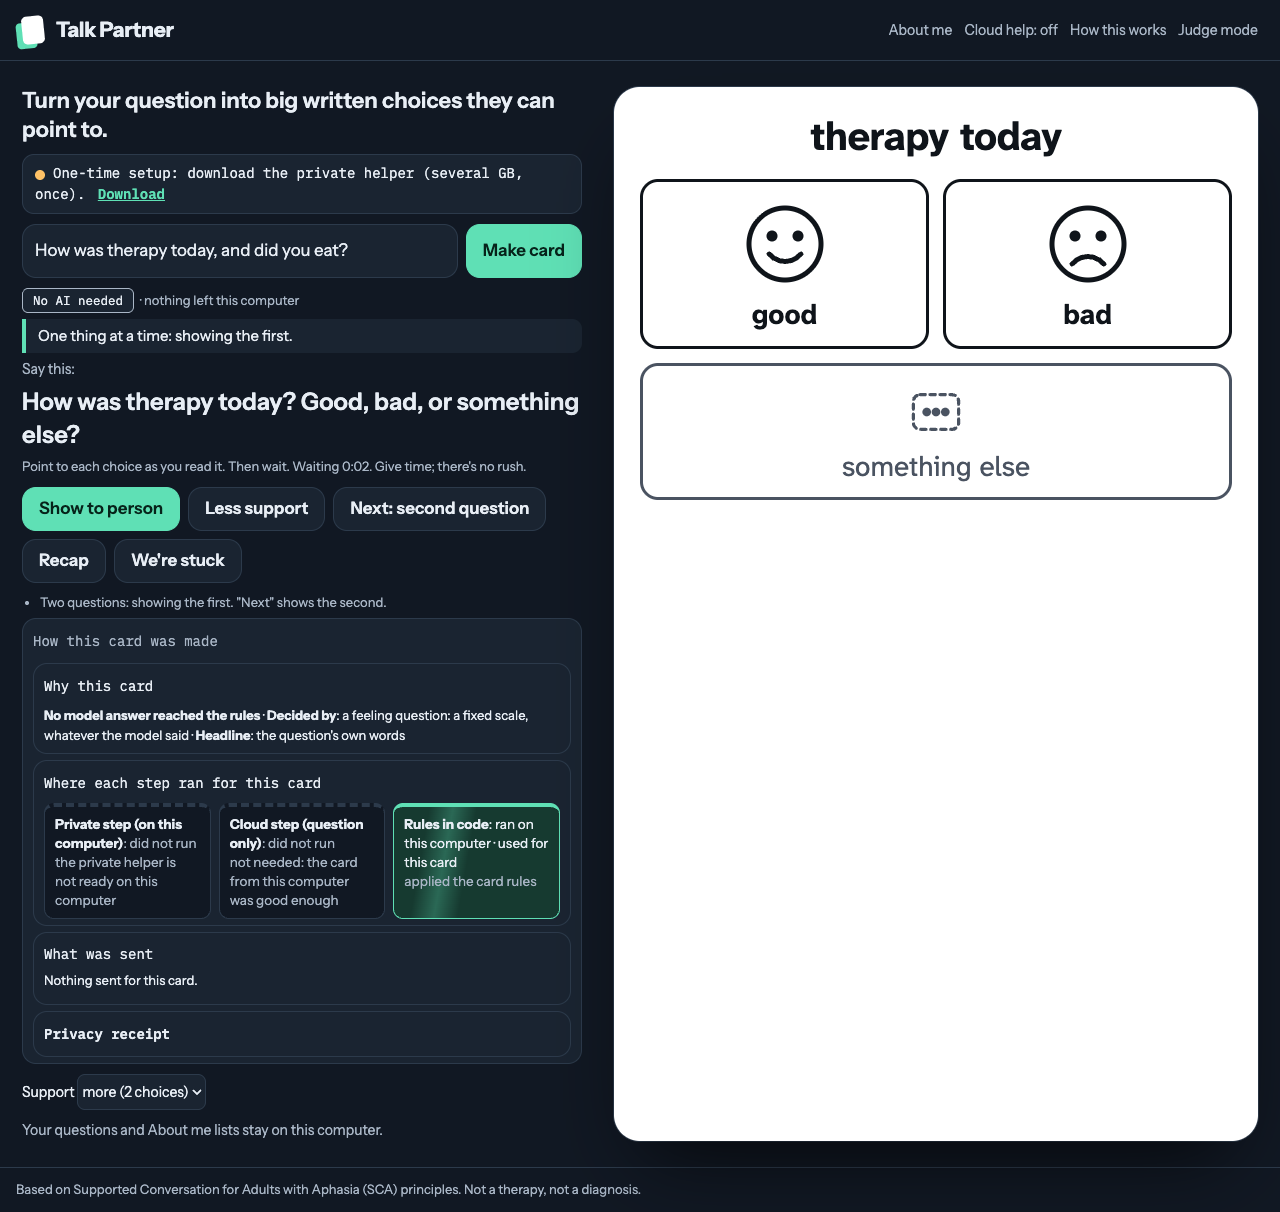 Talk Partner
About me
Cloud help: off
How this works
Judge mode
Turn your question into big written choices they can
point to.
One-time setup: download the private helper (several GB,
once). Download
How was therapy today, and did you eat?
Make card
No AI needed · nothing left this computer
One thing at a time: showing the first.
Say this:
How was therapy today? Good, bad, or something
else?
Point to each choice as you read it. Then wait. Waiting 0:02. Give time; there's no rush.
Show to person
Less support
Next: second question
Recap
We're stuck
• Two questions: showing the first. "Next" shows the second.
How this card was made
Why this card
No model answer reached the rules · Decided by: a feeling question: a fixed scale,
whatever the model said · Headline: the question's own words
Where each step ran for this card
Private step (on this
computer): did not run
the private helper is
not ready on this
computer
Cloud step (question
only): did not run
not needed: the card
from this computer
was good enough
Rules in code: ran on
this computer · used for
this card
applied the card rules
What was sent
Nothing sent for this card.
Privacy receipt
Support more (2 choices)
Your questions and About me lists stay on this computer.
therapy today
good
bad
something else
Based on Supported Conversation for Adults with Aphasia (SCA) principles. Not a therapy, not a diagnosis.